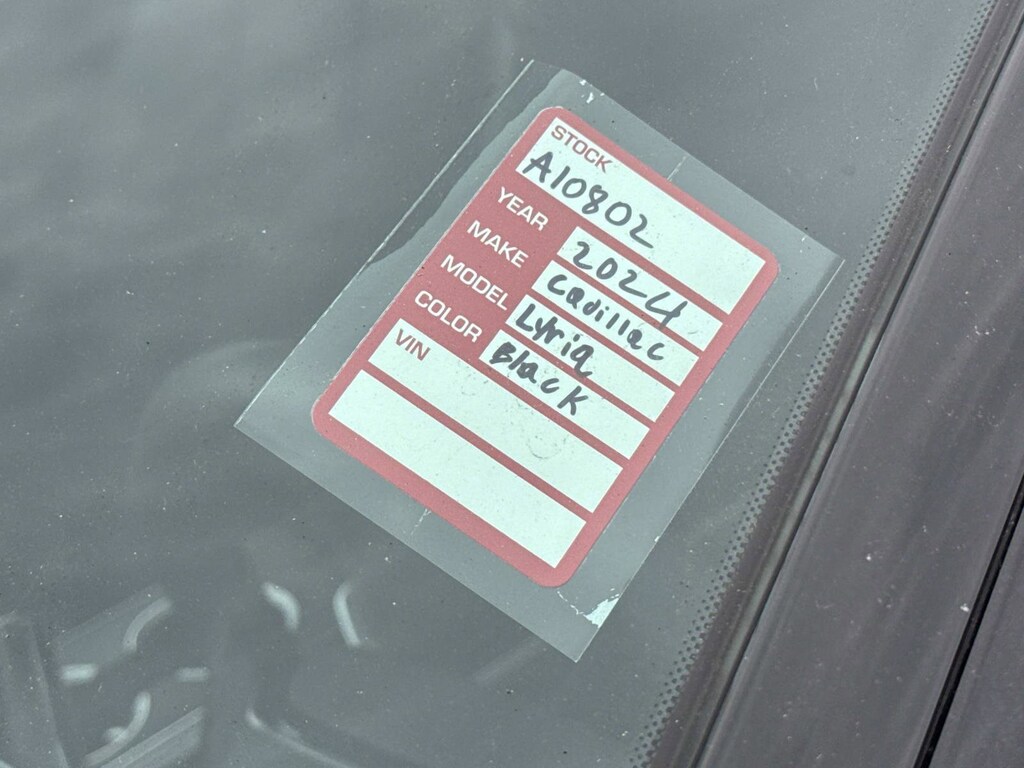 STOCK
A10802
YEAR 2024
MAKE Cadillac
MODEL Lyriq
COLOR Black
VIN